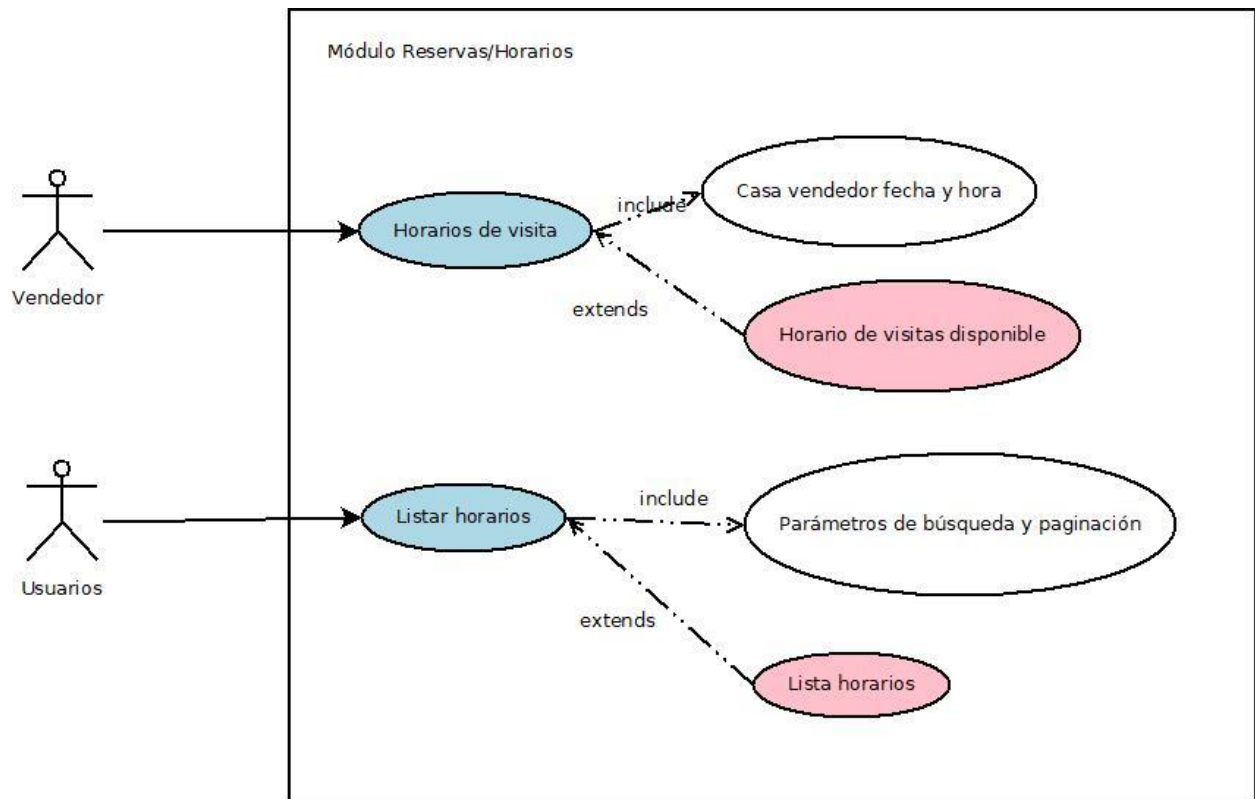 Módulo Reservas/Horarios
Casa vendedor fecha y hora
include
Horarios de visita
Vendedor
extends
Horario de visitas disponible
include
Listar horarios
Parámetros de búsqueda y paginación
Usuarios
extends
Lista horarios